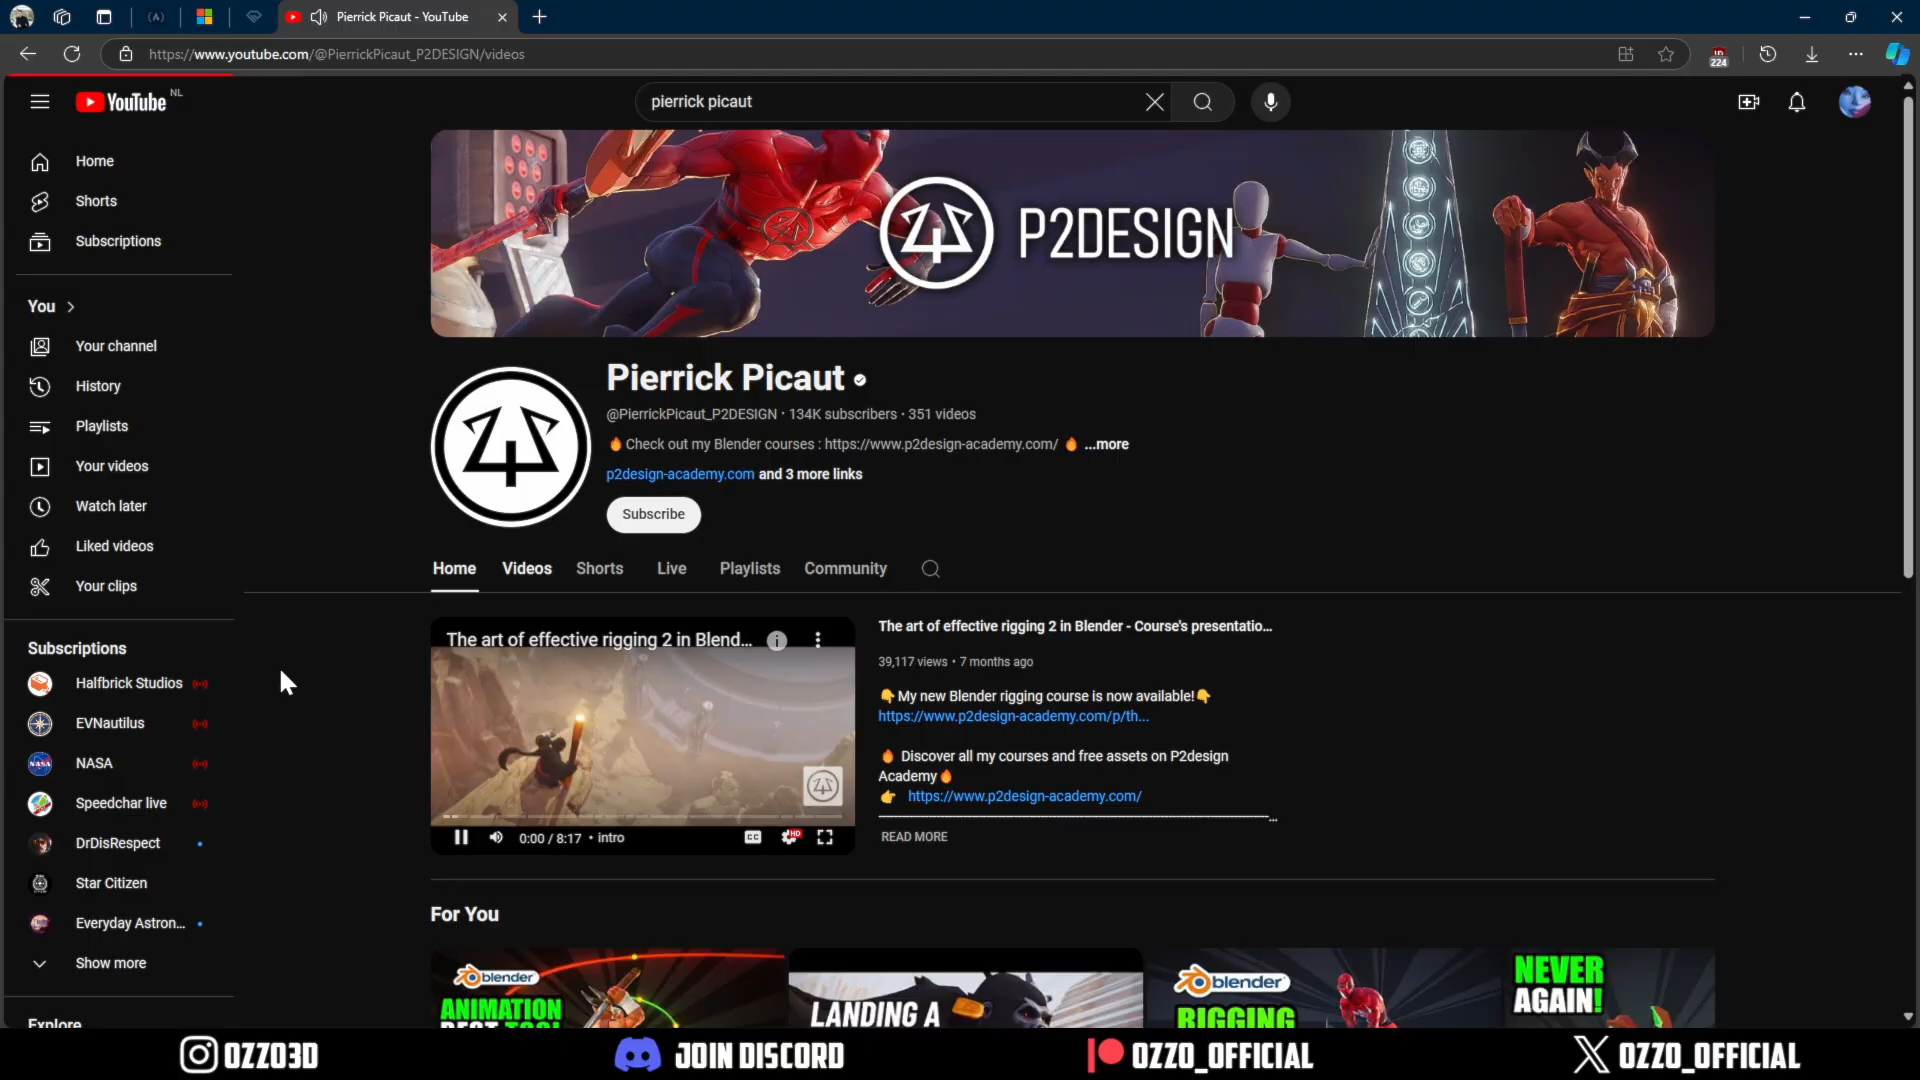 Pierrick Picaut - YouTube
https://www.youtube.com/@PierrickPicaut_P2DESIGN/videos
224
YouTube NL
pierrick picaut
Home
Shorts
Subscriptions
You
Your channel
History
Playlists
Your videos
Watch later
Liked videos
Your clips
Subscriptions
Halfbrick Studios
EVNautilus
NASA
Speedchar live
DrDisRespect
Star Citizen
Everyday Astron...
Show more
Explore
P2DESIGN
Pierrick Picaut
@PierrickPicaut_P2DESIGN • 134K subscribers • 351 videos
🔥Check out my Blender courses : https://www.p2design-academy.com/ 🔥 ...more
p2design-academy.com and 3 more links
Subscribe
Home Videos Shorts Live Playlists Community
The art of effective rigging 2 in Blend...
0:00 / 8:17 • intro
CC
HD
The art of effective rigging 2 in Blender - Course's presentatio...
39,117 views • 7 months ago
👇My new Blender rigging course is now available!👇
https://www.p2design-academy.com/p/th...
🔥 Discover all my courses and free assets on P2design
Academy🔥
👉 https://www.p2design-academy.com/
READ MORE
For You
blender
ANIMATION
BEST TOOL
LANDING A
blender
RIGGING
NEVER
AGAIN!
OZZO3D
JOIN DISCORD
OZZO_OFFICIAL
OZZO_OFFICIAL